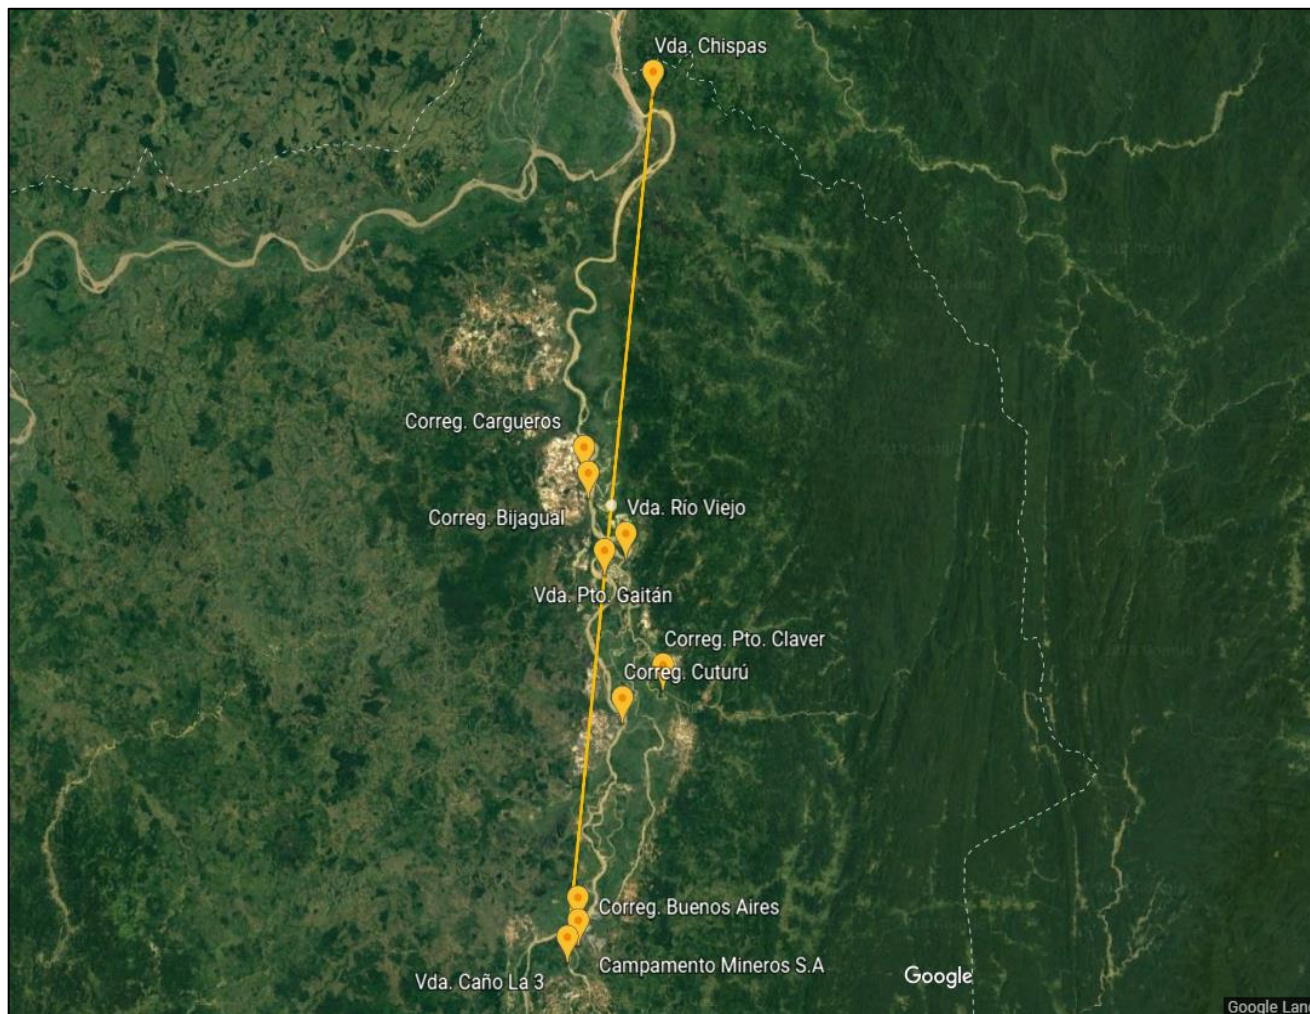 Vda. Chispas
Correg. Cargueros
Vda. Río Viejo
Correg. Bijagual
Vda. Pto. Gaitán
Correg. Pto. Claver
Correg. Cuturú
Correg. Buenos Aires
Campamento Mineros S.A
Vda. Caño La 3
Google
Google